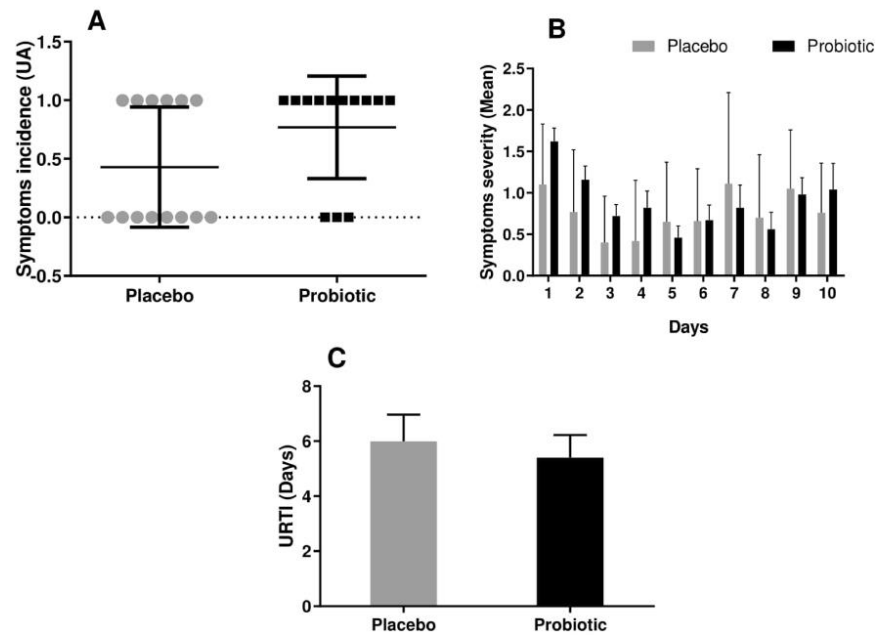 A
Symptoms incidence (UA)
1.5
1.0
0.5
0.0
-0.5
Placebo
Probiotic
B
Placebo
Probiotic
Symptoms severity (Mean)
2.5
2.0
1.5
1.0
0.5
0.0
1 2 3 4 5 6 7 8 9 10
Days
C
URTI (Days)
8
6
4
2
0
Placebo
Probiotic